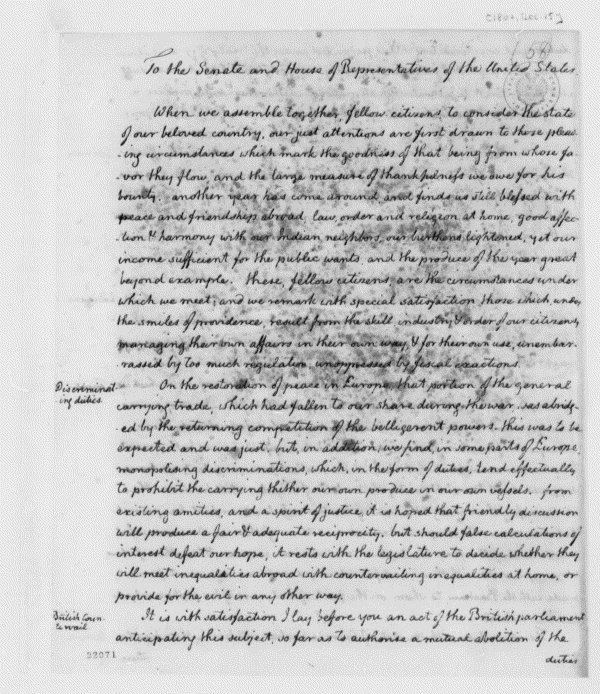 To the Senate and House of Representatives of the United States.
When we assemble together, fellow citizens, to consider the state
of our beloved country, our just attentions are first drawn to those pleas-
-ing circumstances which mark the goodness of that being from whose fa-
vor they flow, and the large measure of thankfulness we owe for his
bounty. another year has come around, and finds us still blessed with
peace and friendship abroad, law, order and religion at home, good affec-
-tion & harmony with our Indian neighbors, our burthens lightened, yet our
income sufficient for the public wants, and the produce of the year great
beyond example. these, fellow citizens, are the circumstances under
which we meet; and we remark with special satisfaction those which, under
the smiles of providence, result from the skill, industry & order of our citizens,
managing their own affairs in their own way, & for their own use, unembar-
rassed by too much regulation, unoppressed by fiscal exactions.
Discriminat
ing duties.
On the restoration of peace in Europe, that portion of the general
carrying trade, which had fallen to our share during the war, was abridg-
ed by the returning competition of the belligerent powers. this was to be
expected and was just. but, in addition, we find, in some parts of Europe,
monopolising discriminations, which, in the form of duties, tend effectually
to prohibit the carrying thither our own produce in our own vessels. from
existing amities, and a spirit of justice, it is hoped that friendly discussion
will produce a fair & adequate reciprocity. but should false calculations of
interest defeat our hope, it rests with the legislature to decide whether they
will meet inequalities abroad with countervailing inequalities at home, or
provide for the evil in any other way.
British Coun-
tervail
It is with satisfaction I lay before you an act of the British parliament
anticipating this subject, so far as to authorise a mutual abolition of the
duties
22071